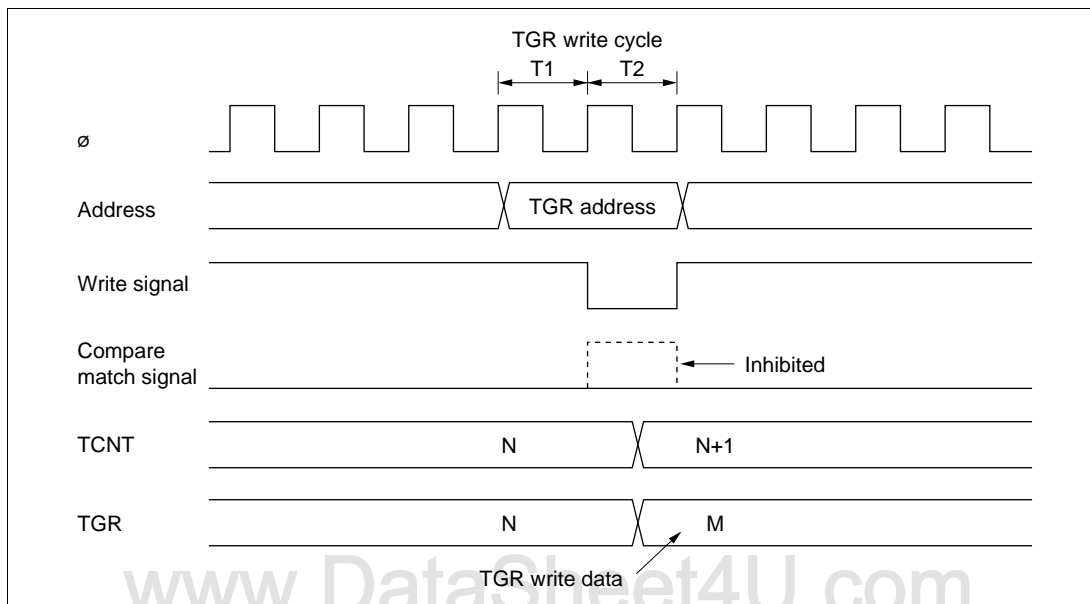 TGR write cycle
T1 T2
ø
Address TGR address
Write signal
Compare
match signal
Inhibited
TCNT N N+1
TGR N M
TGR write data
www.DataSheet4U.com